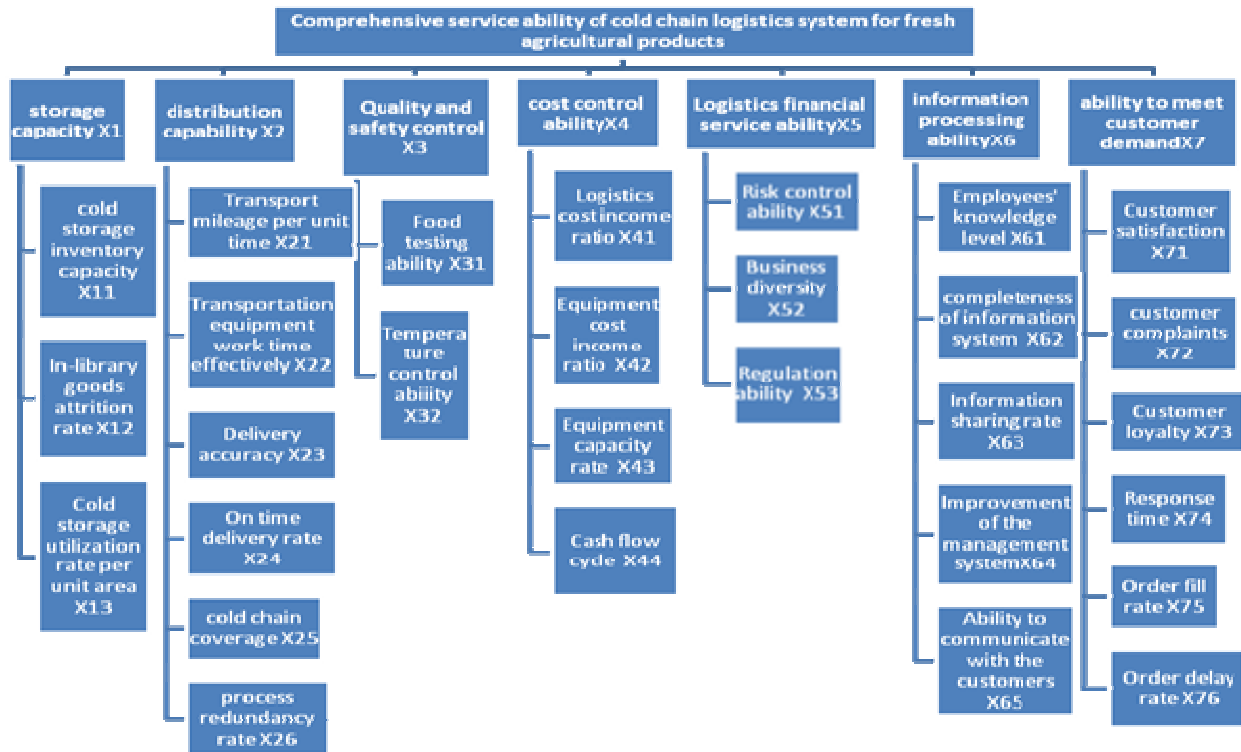 Comprehensive service ability of cold chain logistics system for fresh
agricultural products
storage
capacity X1
cold
storage
inventory
capacity
X11
In-library
goods
attrition
rate X12
Cold
storage
utilization
rate per
unit area
X13
distribution
capability X2
Transport
mileage per unit
time X21
Transportation
equipment
work time
effectively X22
Delivery
accuracy X23
On time
delivery rate
X24
cold chain
coverage X25
process
redundancy
rate X26
Quality and
safety control
X3
Food
testing
ability X31
Tempera
ture
control
ability
X32
cost control
abilityX4
Logistics
cost income
ratio X41
Equipment
cost
income
ratio X42
Equipment
capacity
rate X43
Cash flow
cycle X44
Logistics financial
service abilityX5
Risk control
ability X51
Business
diversity
X52
Regulation
ability X53
information
processing
abilityX6
Employees'
knowledge
level X61
completeness
of information
system X62
Information
sharing rate
X63
Improvement
of the
management
systemX64
Ability to
communicate
with the
customers
X65
ability to meet
customer
demandX7
Customer
satisfaction
X71
customer
complaints
X72
Customer
loyalty X73
Response
time X74
Order fill
rate X75
Order delay
rate X76